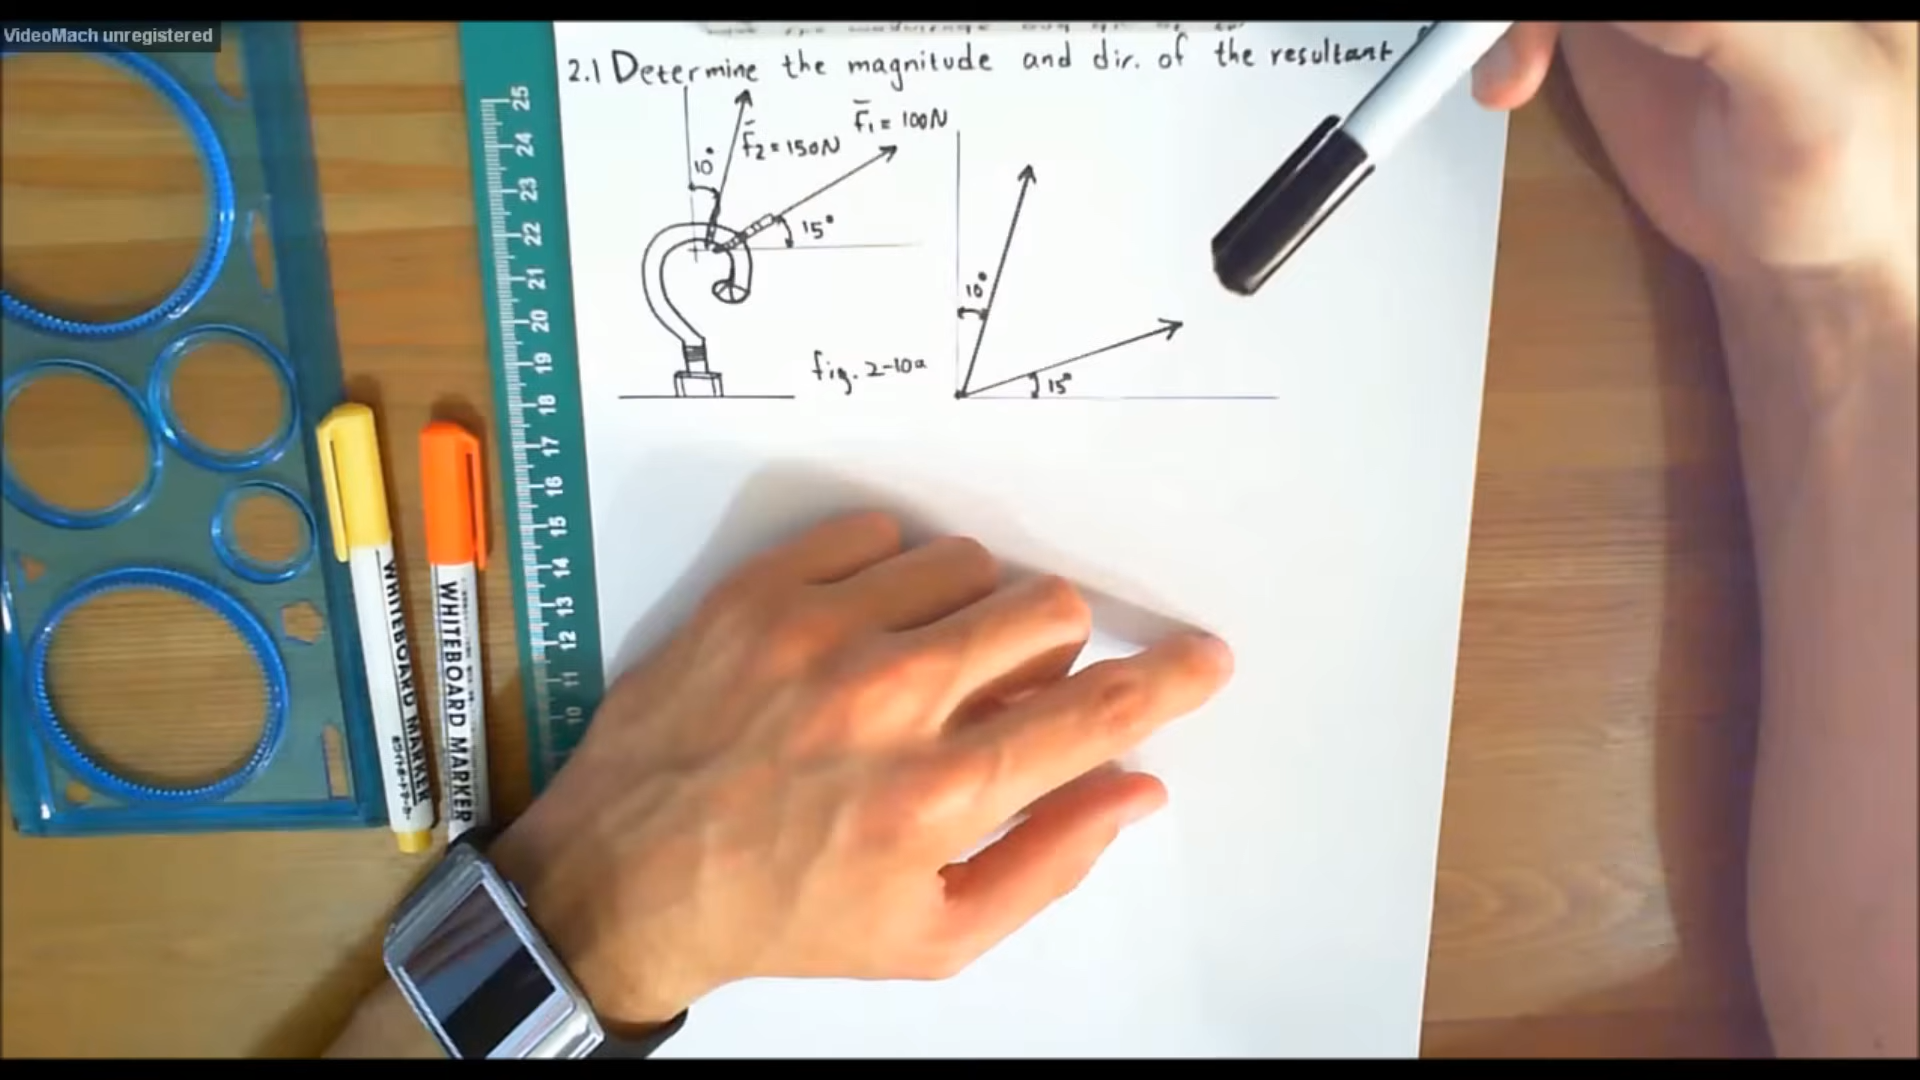 VideoMach unregistered
2.1 Determine the magnitude and dir. of the resultant
F̄₁ = 100N
F̄₂ = 150N
10°
15°
fig. 2-10a
10°
15°
25
24
23
22
21
20
19
18
17
16
15
14
13
12
11
10
WHITEBOARD MARKER
WHITEBOARD MARKER